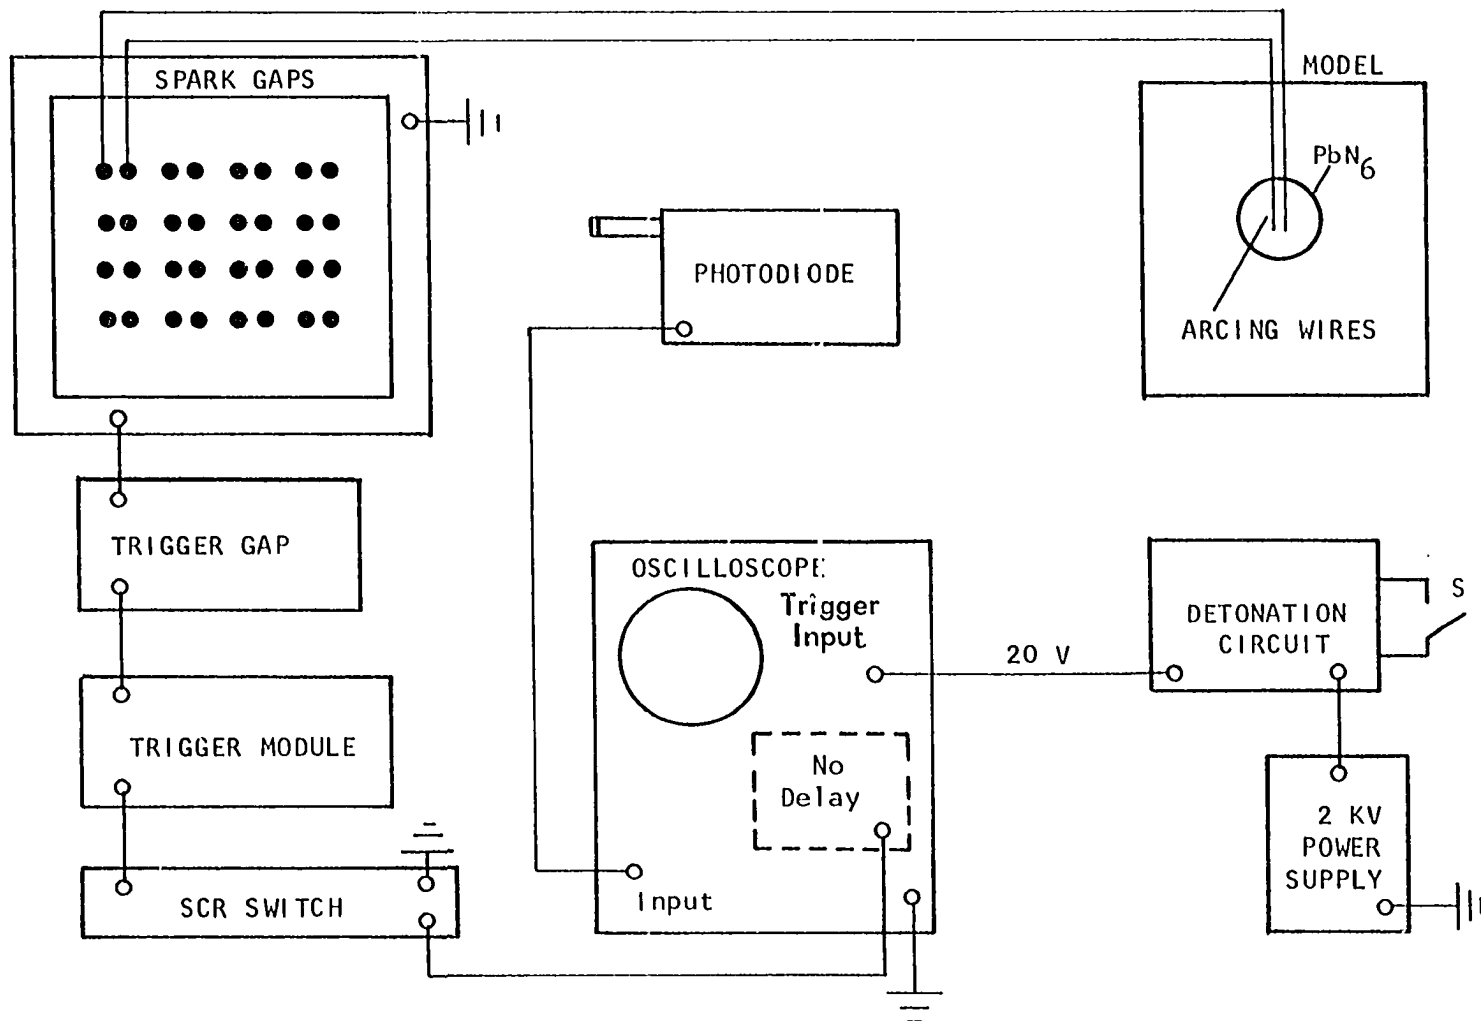 SPARK GAPS
MODEL
PbN6
ARCING WIRES
PHOTODIODE
TRIGGER GAP
OSCILLOSCOPE
Trigger
Input
20 V
DETONATION
CIRCUIT
S
TRIGGER MODULE
No
Delay
2 KV
POWER
SUPPLY
SCR SWITCH
Input